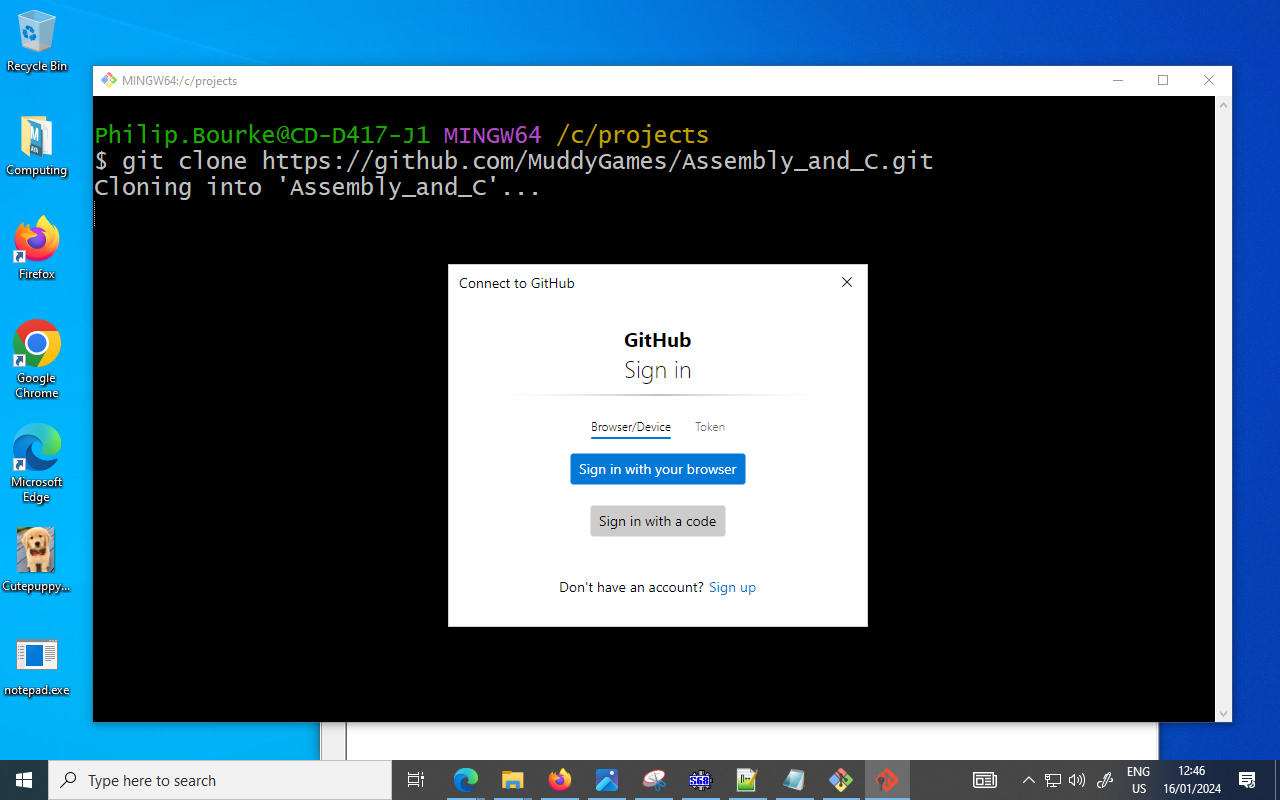 Recycle Bin
Computing
Firefox
Google
Chrome
Microsoft
Edge
Cutepuppy...
notepad.exe
MINGW64:/c/projects
Philip.Bourke@CD-D417-J1 MINGW64 /c/projects
$ git clone https://github.com/MuddyGames/Assembly_and_C.git
Cloning into 'Assembly_and_C'...
Connect to GitHub
GitHub
Sign in
Browser/Device Token
Sign in with your browser
Sign in with a code
Don't have an account? Sign up
Type here to search
S68
ENG
US
12:46
16/01/2024